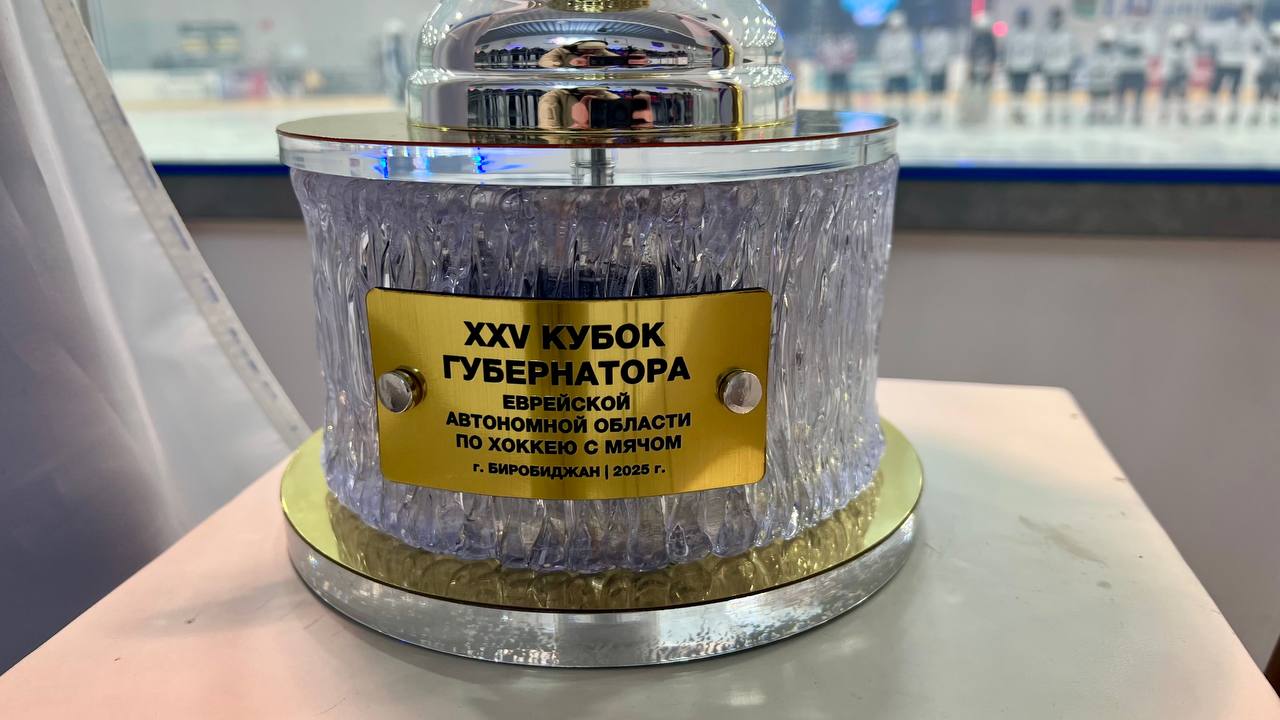 XXV КУБОК
ГУБЕРНАТОРА
ЕВРЕЙСКОЙ
АВТОНОМНОЙ ОБЛАСТИ
ПО ХОККЕЮ С МЯЧОМ
г. БИРОБИДЖАН | 2025 г.